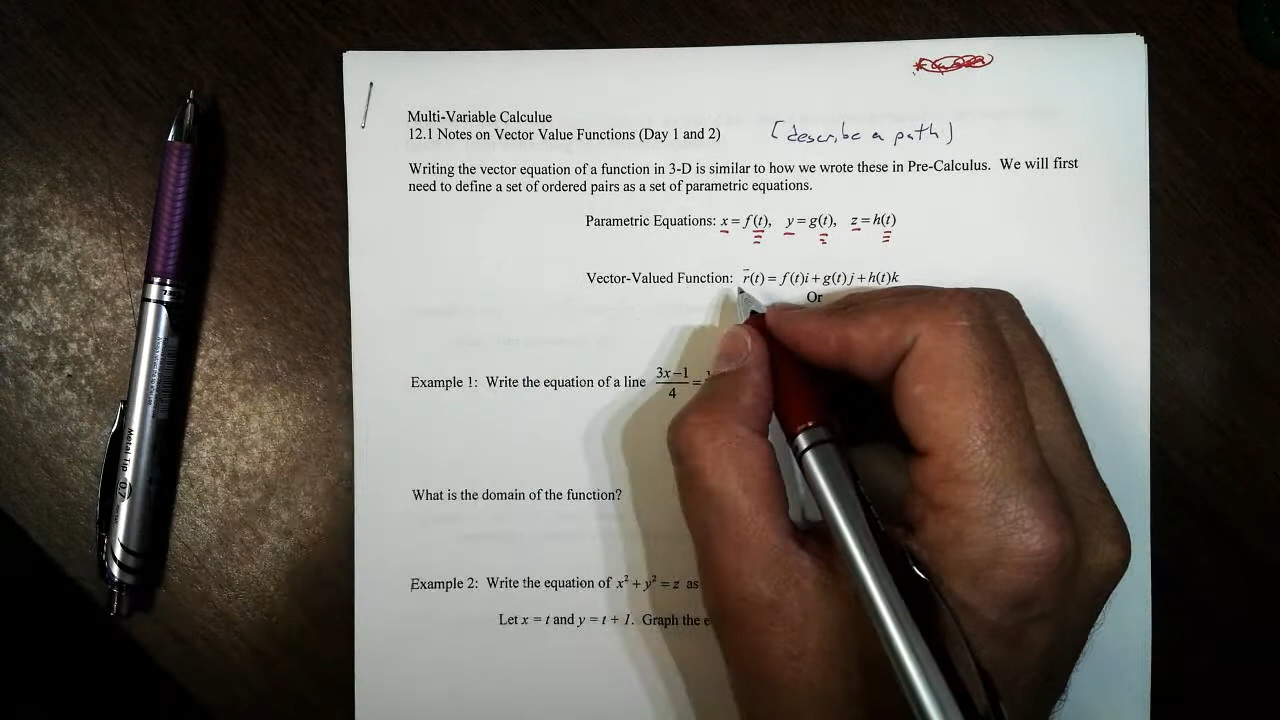 Multi-Variable Calculue
12.1 Notes on Vector Value Functions (Day 1 and 2) [describe a path]
Writing the vector equation of a function in 3-D is similar to how we wrote these in Pre-Calculus. We will first
need to define a set of ordered pairs as a set of parametric equations.
Parametric Equations: x = f(t), y = g(t), z = h(t)
Vector-Valued Function: r̄(t) = f(t)i + g(t)j + h(t)k
Or
Example 1: Write the equation of a line (3x−1)/4 =
What is the domain of the function?
Example 2: Write the equation of x² + y² = z as
Let x = t and y = t + 1. Graph the
Metal Tip 0.7